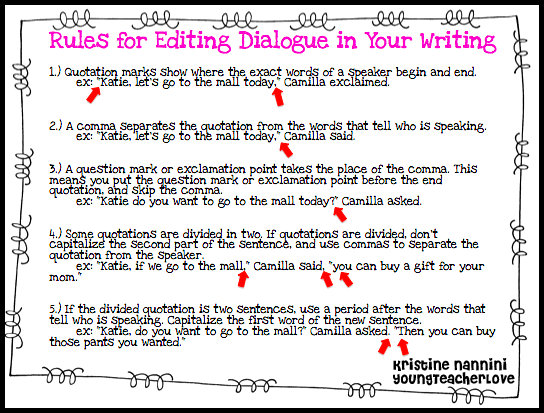 Rules for Editing Dialogue in Your Writing
1.) Quotation marks show where the exact words of a speaker begin and end.
ex: "Katie, let's go to the mall today," Camilla exclaimed.
2.) A comma separates the quotation from the words that tell who is speaking.
ex: "Katie, let's go to the mall today," Camilla said.
3.) A question mark or exclamation point takes the place of the comma. This
means you put the question mark or exclamation point before the end
quotation, and skip the comma.
ex: "Katie do you want to go to the mall today?" Camilla asked.
4.) Some quotations are divided in two. If quotations are divided, don't
capitalize the second part of the sentence, and use commas to separate the
quotation from the speaker.
ex: "Katie, if we go to the mall," Camilla said, "you can buy a gift for your
mom."
5.) If the divided quotation is two sentences, use a period after the words that
tell who is speaking. Capitalize the first word of the new sentence.
ex: "Katie, do you want to go to the mall?" Camilla asked. "Then you can buy
those pants you wanted."
Kristine Nannini
YoungTeacherLove